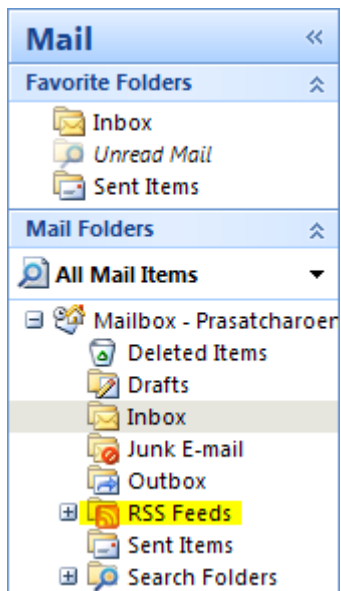 Mail
Favorite Folders
Inbox
Unread Mail
Sent Items
Mail Folders
All Mail Items
Mailbox - Prasatcharoen
Deleted Items
Drafts
Inbox
Junk E-mail
Outbox
RSS Feeds
Sent Items
Search Folders